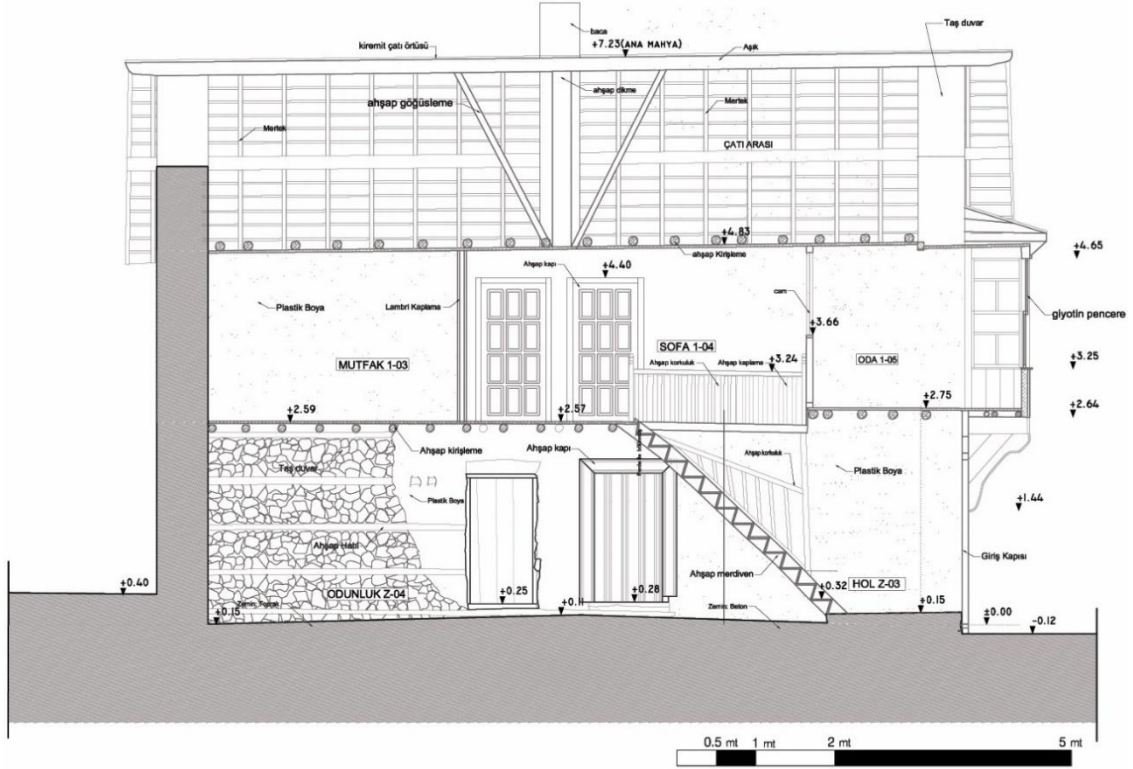 Taş duvar
baca
kiremit çatı örtüsü
+7.23(ANA MAHYA)
Aşık
ahşap dikme
ahşap göğüsleme
Mertek
Mertek
ÇATI ARASI
+4.83
ahşap Kirişleme
+4.65
Ahşap kapı
+4.40
cam
Plastik Boya
Lambri Kaplama
giyotin pencere
+3.66
SOFA 1-04
MUTFAK 1-03
Ahşap korkuluk
Ahşap kaplama
+3.24
ODA 1-05
+3.25
+2.59
+2.57
+2.75
+2.64
Ahşap kirişleme
Ahşap kapı
Ahşap korkuluk
Taş duvar
Plastik Boya
Plastik Boya
+1.44
Ahşap Hatıl
Giriş Kapısı
Ahşap merdiven
+0.40
ODUNLUK Z-04
+0.25
+0.28
+0.32
HOL Z-03
Zemin: Toprak
+0.15
+0.11
Zemin: Beton
+0.15
±0.00
-0.12
0.5 mt
1 mt
2 mt
5 mt